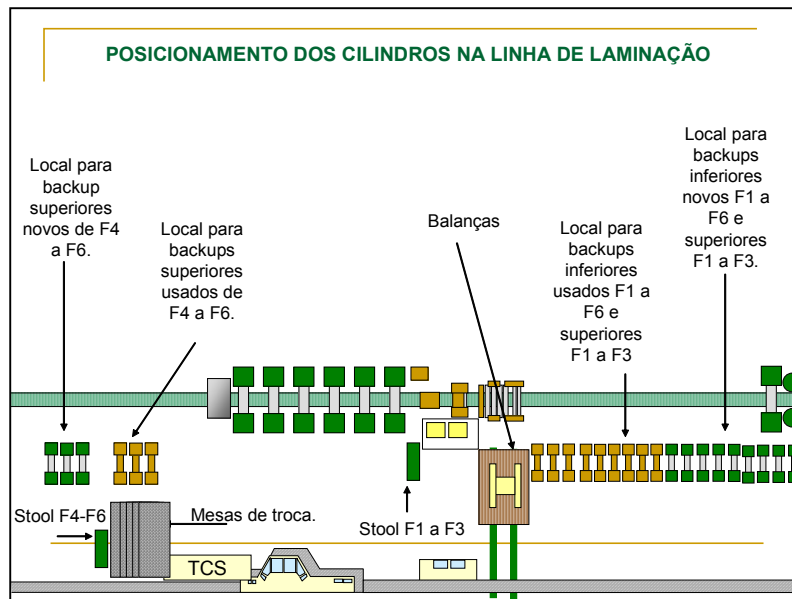 POSICIONAMENTO DOS CILINDROS NA LINHA DE LAMINAÇÃO
Local para
backup
superiores
novos de F4
a F6.
Local para
backups
superiores
usados de
F4 a F6.
Balanças
Local para
backups
inferiores
usados F1 a
F6 e
superiores
F1 a F3
Local para
backups
inferiores
novos F1 a
F6 e
superiores
F1 a F3.
Stool F4-F6
Mesas de troca.
Stool F1 a F3
TCS